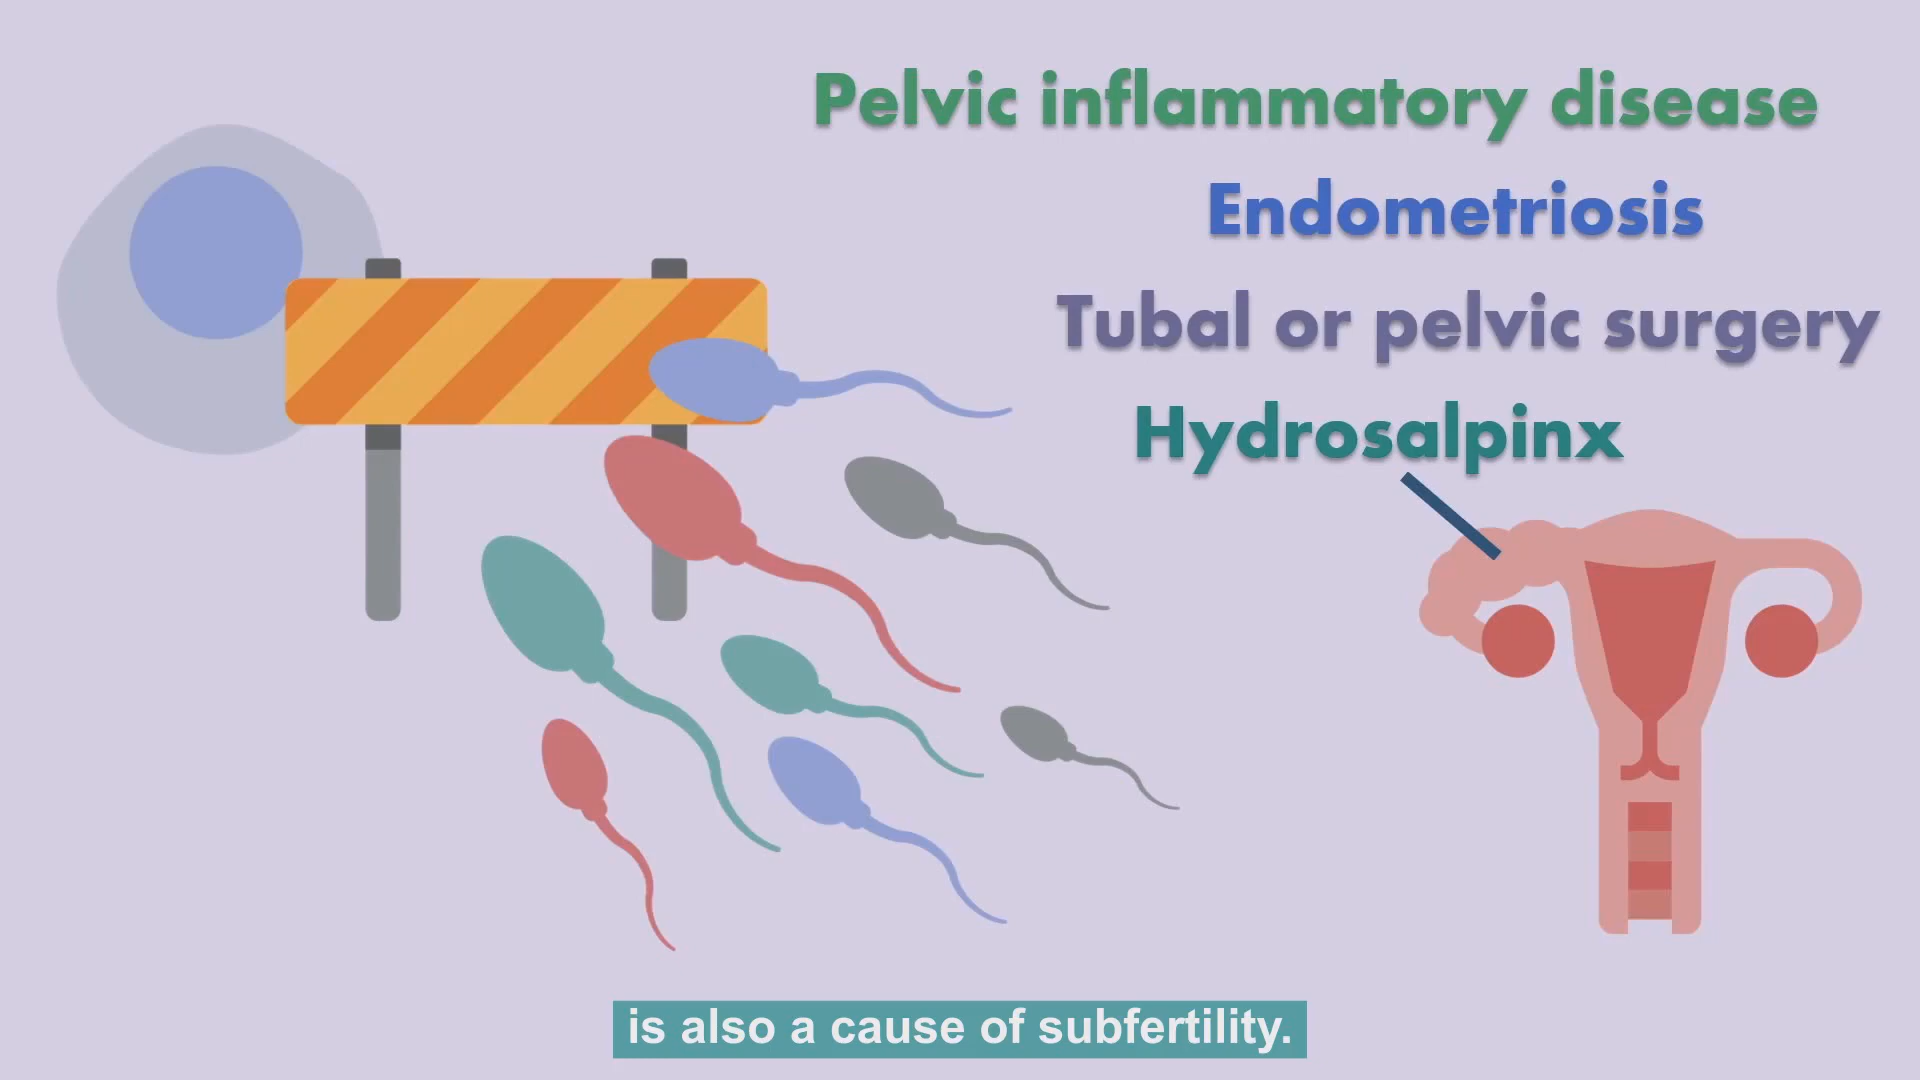 Pelvic inflammatory disease
Endometriosis
Tubal or pelvic surgery
Hydrosalpinx
is also a cause of subfertility.